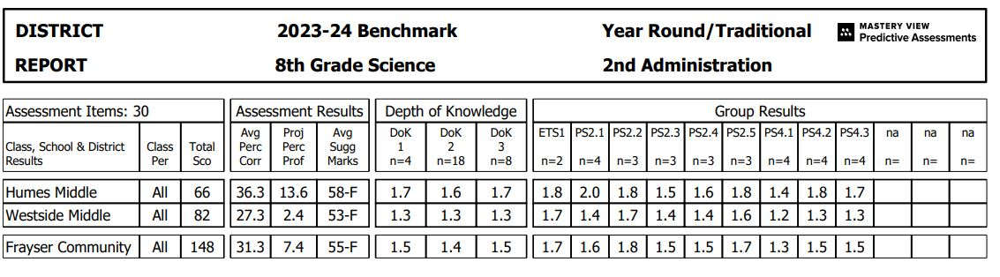 DISTRICT 2023-24 Benchmark Year Round/Traditional MASTERY VIEW
Predictive Assessments
REPORT 8th Grade Science 2nd Administration
Assessment Items: 30 Assessment Results Depth of Knowledge Group Results
Class, School & District Results Class Per Total Sco Avg Perc Corr Proj Perc Prof Avg Sugg Marks DoK 1 n=4 DoK 2 n=18 DoK 3 n=8 ETS1 n=2 PS2.1 n=4 PS2.2 n=3 PS2.3 n=3 PS2.4 n=3 PS2.5 n=3 PS4.1 n=4 PS4.2 n=4 PS4.3 n=4 na n= na n= na n=
Humes Middle All 66 36.3 13.6 58-F 1.7 1.6 1.7 1.8 2.0 1.8 1.5 1.6 1.8 1.4 1.8 1.7
Westside Middle All 82 27.3 2.4 53-F 1.3 1.3 1.3 1.7 1.4 1.7 1.4 1.4 1.6 1.2 1.3 1.3
Frayser Community All 148 31.3 7.4 55-F 1.5 1.4 1.5 1.7 1.6 1.8 1.5 1.5 1.7 1.3 1.5 1.5